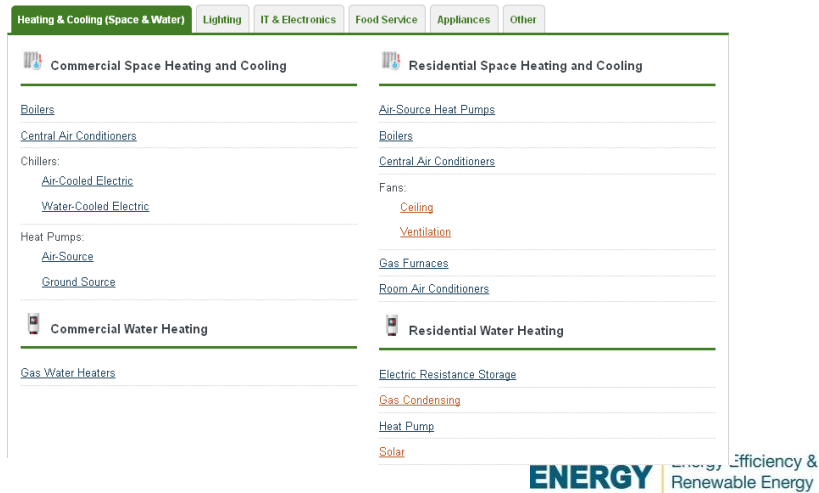 Heating & Cooling (Space & Water) Lighting IT & Electronics Food Service Appliances Other
Commercial Space Heating and Cooling
Boilers
Central Air Conditioners
Chillers:
Air-Cooled Electric
Water-Cooled Electric
Heat Pumps:
Air-Source
Ground Source
Commercial Water Heating
Gas Water Heaters
Residential Space Heating and Cooling
Air-Source Heat Pumps
Boilers
Central Air Conditioners
Fans:
Ceiling
Ventilation
Gas Furnaces
Room Air Conditioners
Residential Water Heating
Electric Resistance Storage
Gas Condensing
Heat Pump
Solar
ENERGY
Energy Efficiency &
Renewable Energy